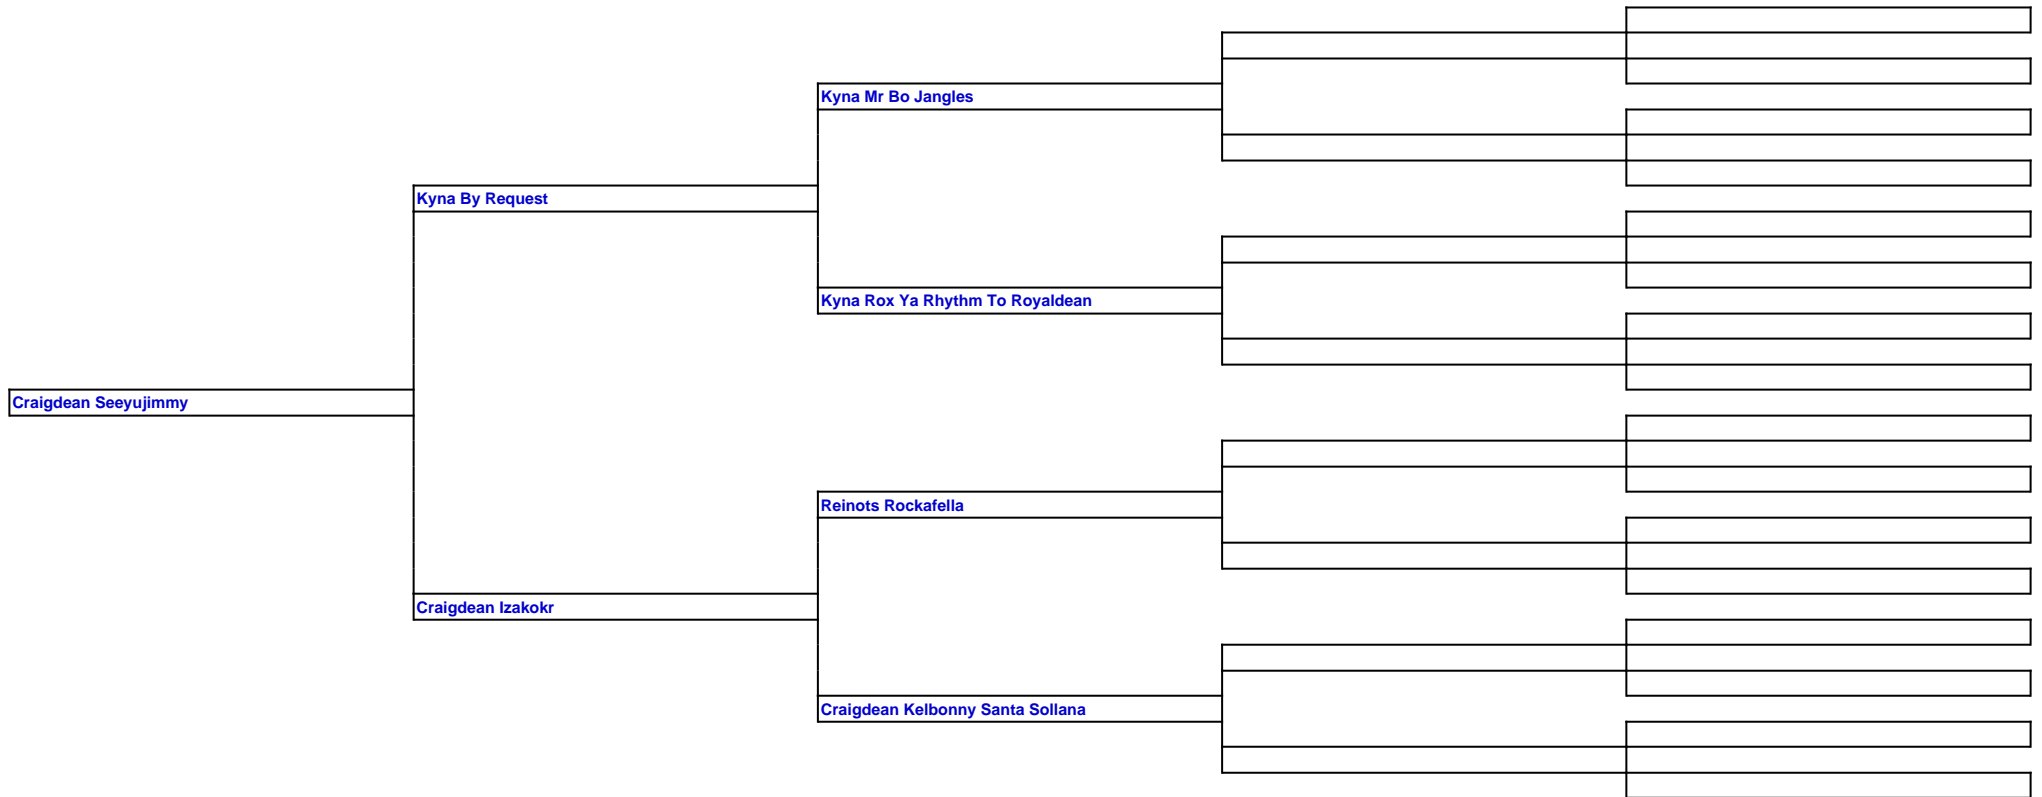 Kyna Mr Bo Jangles
Kyna By Request
Kyna Rox Ya Rhythm To Royaldean
Craigdean Seeyujimmy
Reinots Rockafella
Craigdean Izakokr
Craigdean Kelbonny Santa Sollana